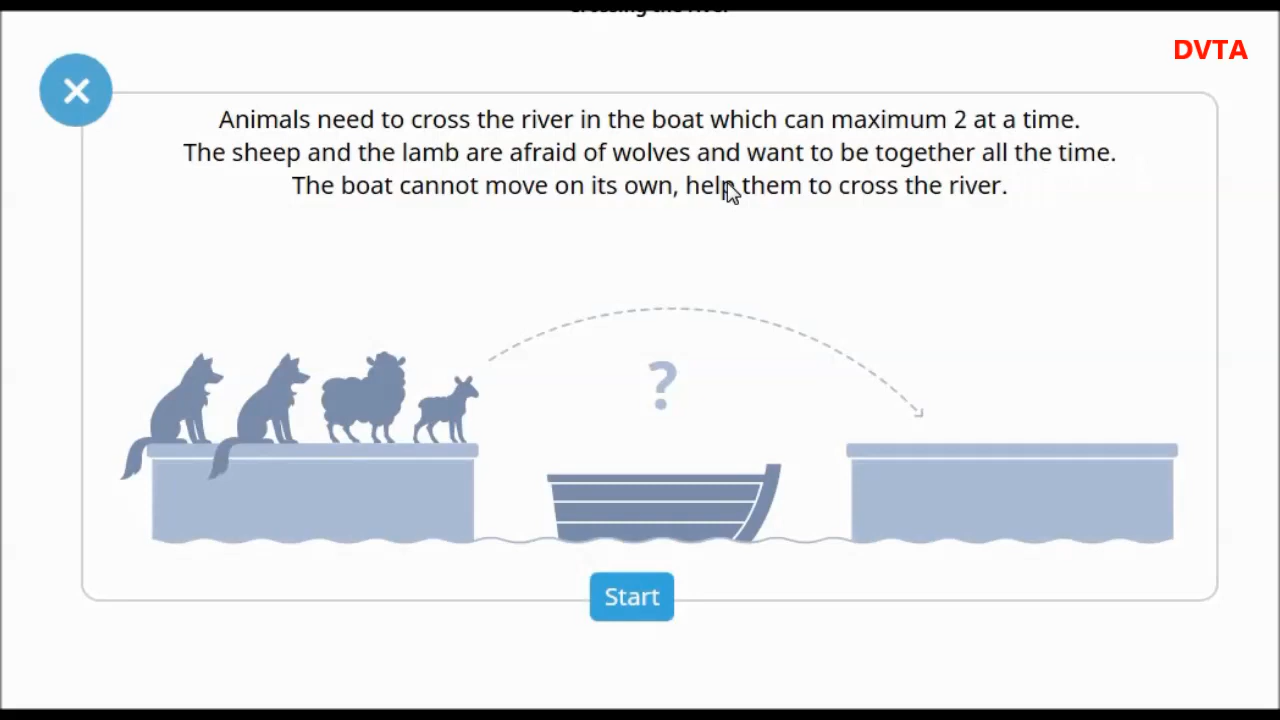 DVTA
Animals need to cross the river in the boat which can maximum 2 at a time.
The sheep and the lamb are afraid of wolves and want to be together all the time.
The boat cannot move on its own, help them to cross the river.
?
Start